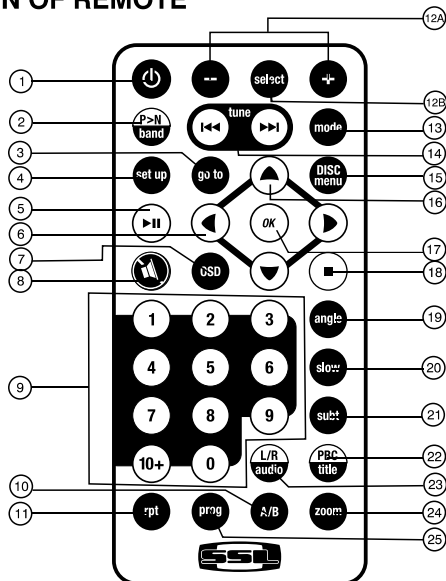 N OF REMOTE
12A
1
-- select +
12B
2
P>N
band
tune
mode
13
3
14
4
set up
go to
DISC
menu
15
16
5
6
OK
17
7
OSD
18
8
1 2 3
angle
19
9
4 5 6
slow
20
7 8 9
subt
21
10+ 0
L/R
audio
PBC
title
22
23
10
11
rpt prog A/B zoom
24
25
SSL